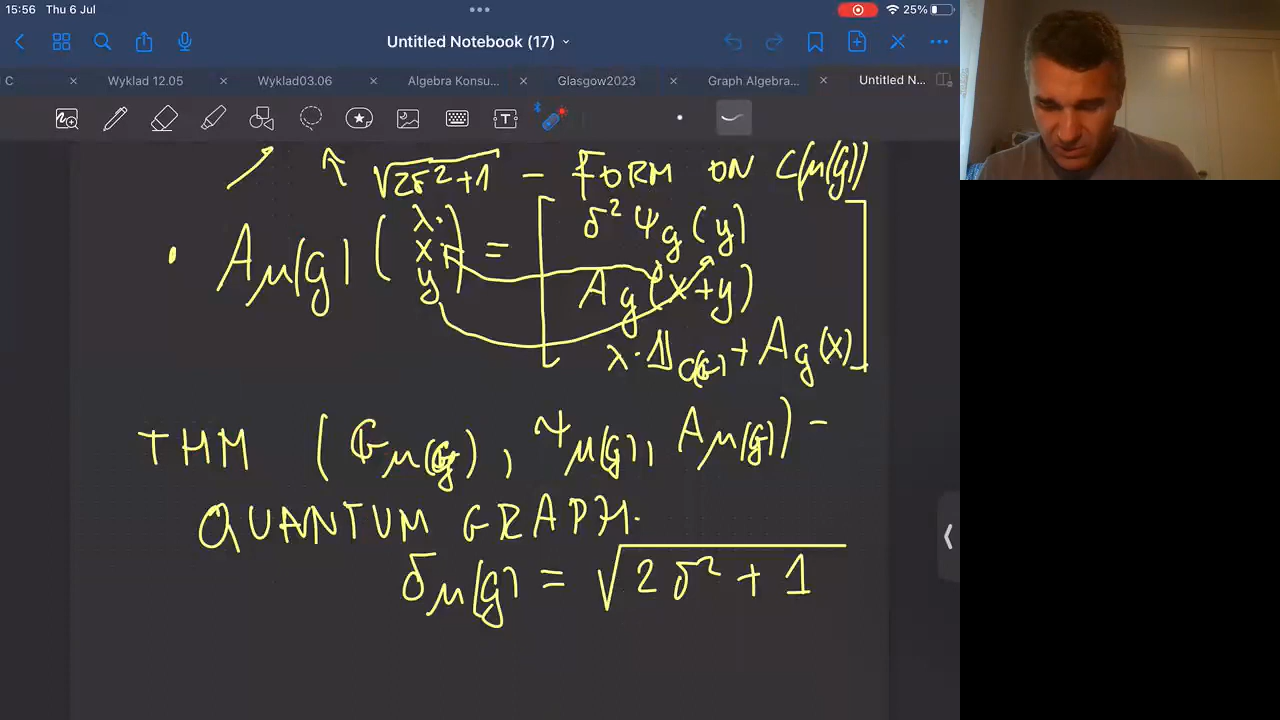 15:56 Thu 6 Jul 25%
Untitled Notebook (17)
C Wyklad 12.05 Wyklad03.06 Algebra Konsu... Glasgow2023 Graph Algebra... Untitled N...
√2δ²+1 – FORM ON C(μ(G))
• A_μ(G) (λ· x y) = [ δ² Ψ_G(y)
A_G(x+y)
λ·𝟙_C(G) + A_G(x) ]
THM (G_μ(G), Ψ_μ(G), A_μ(G)) –
QUANTUM GRAPH.
δ_μ(G) = √2δ² + 1